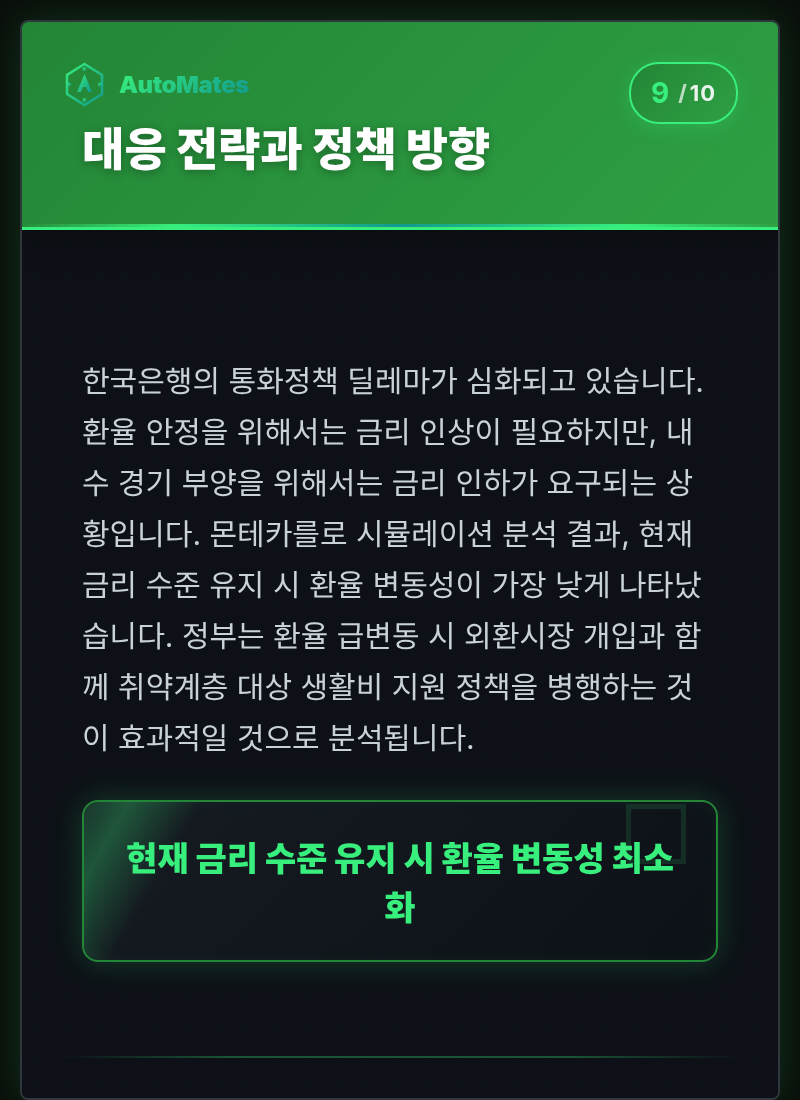 AutoMates
9 /10
대응 전략과 정책 방향
한국은행의 통화정책 딜레마가 심화되고 있습니다.
환율 안정을 위해서는 금리 인상이 필요하지만, 내
수 경기 부양을 위해서는 금리 인하가 요구되는 상
황입니다. 몬테카를로 시뮬레이션 분석 결과, 현재
금리 수준 유지 시 환율 변동성이 가장 낮게 나타났
습니다. 정부는 환율 급변동 시 외환시장 개입과 함
께 취약계층 대상 생활비 지원 정책을 병행하는 것
이 효과적일 것으로 분석됩니다.
현재 금리 수준 유지 시 환율 변동성 최소
화